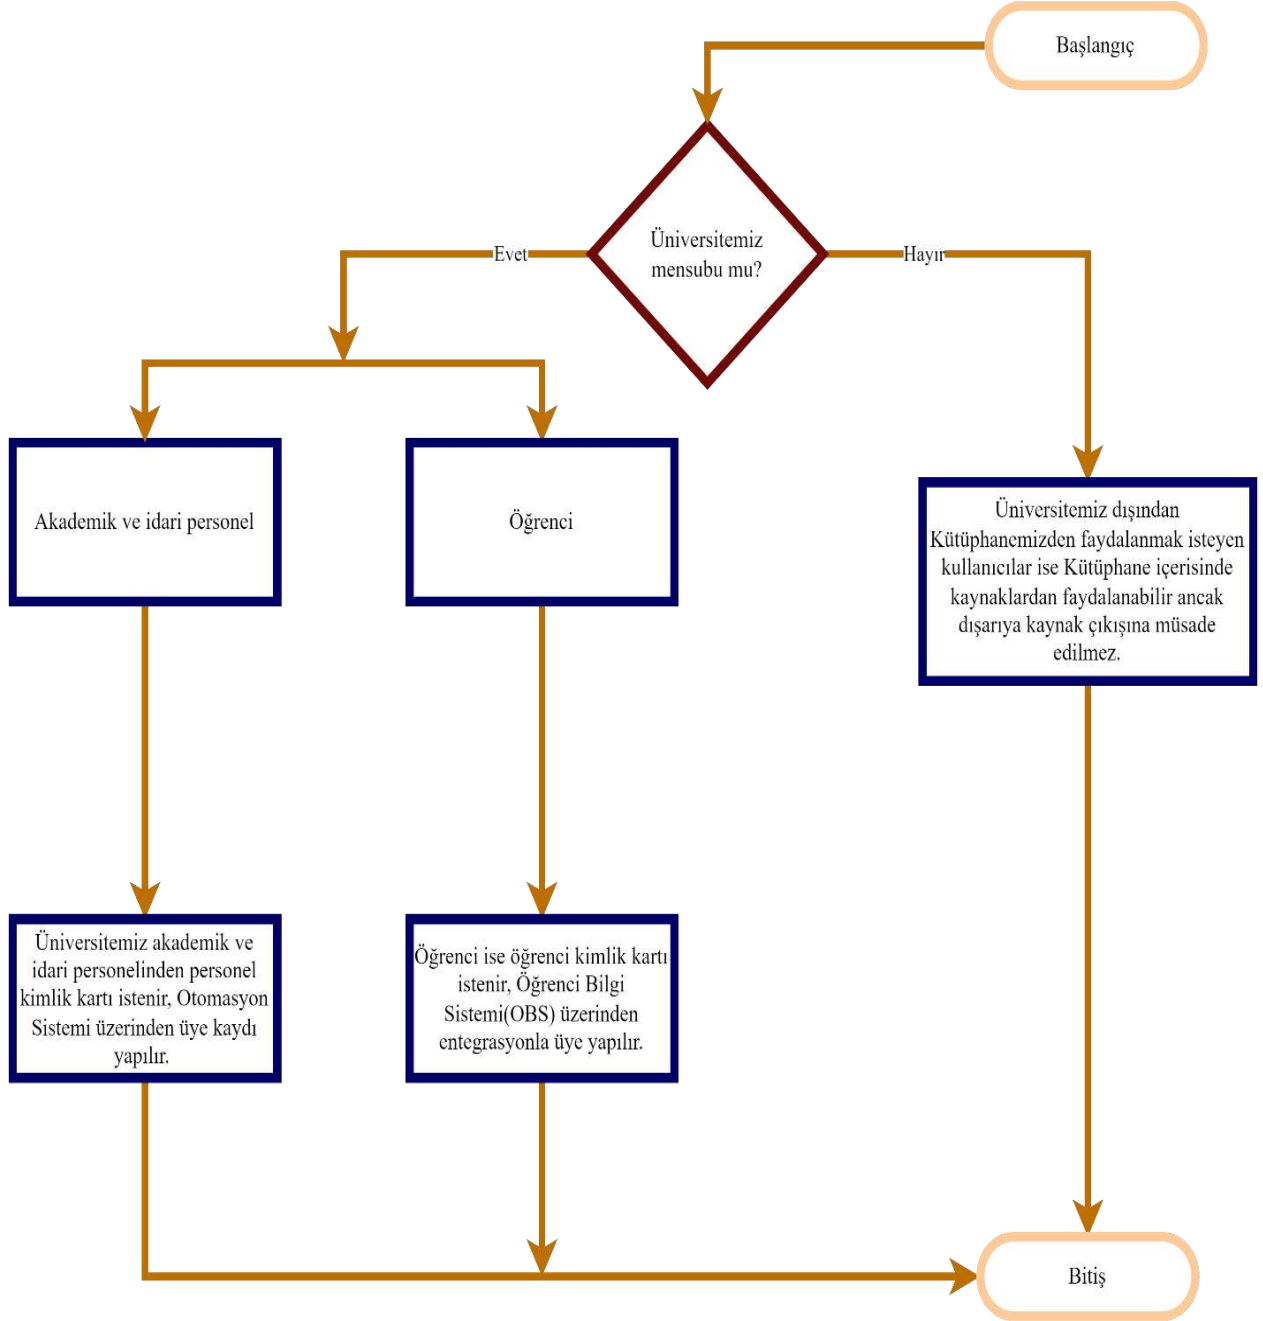 Başlangıç
Üniversitemiz
mensubu mu?
Evet
Hayır
Akademik ve idari personel
Öğrenci
Üniversitemiz dışından
Kütüphanemizden faydalanmak isteyen
kullanıcılar ise Kütüphane içerisinde
kaynaklardan faydalanabilir ancak
dışarıya kaynak çıkışına müsade
edilmez.
Üniversitemiz akademik ve
idari personelinden personel
kimlik kartı istenir, Otomasyon
Sistemi üzerinden üye kaydı
yapılır.
Öğrenci ise öğrenci kimlik kartı
istenir, Öğrenci Bilgi
Sistemi(OBS) üzerinden
entegrasyonla üye yapılır.
Bitiş